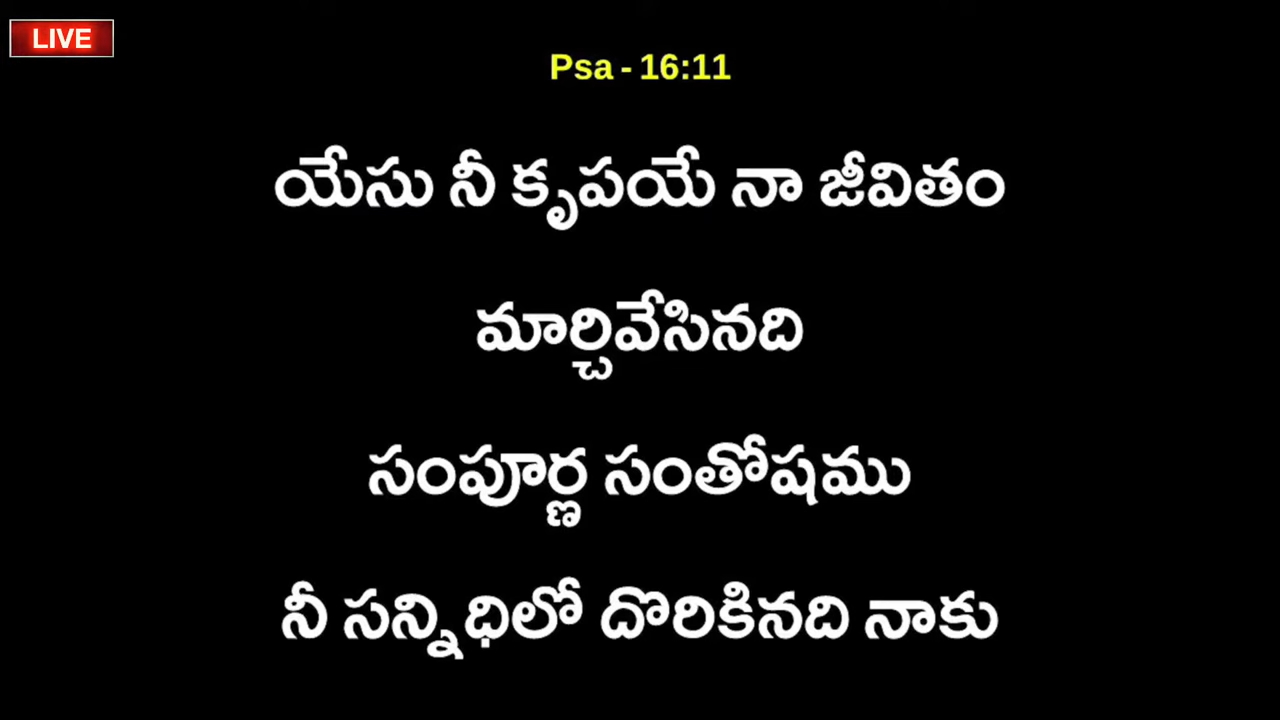 LIVE
Psa - 16:11
యేసు నీ కృపయే నా జీవితం
మార్చివేసినది
సంపూర్ణ సంతోషము
నీ సన్నిధిలో దొరికినది నాకు